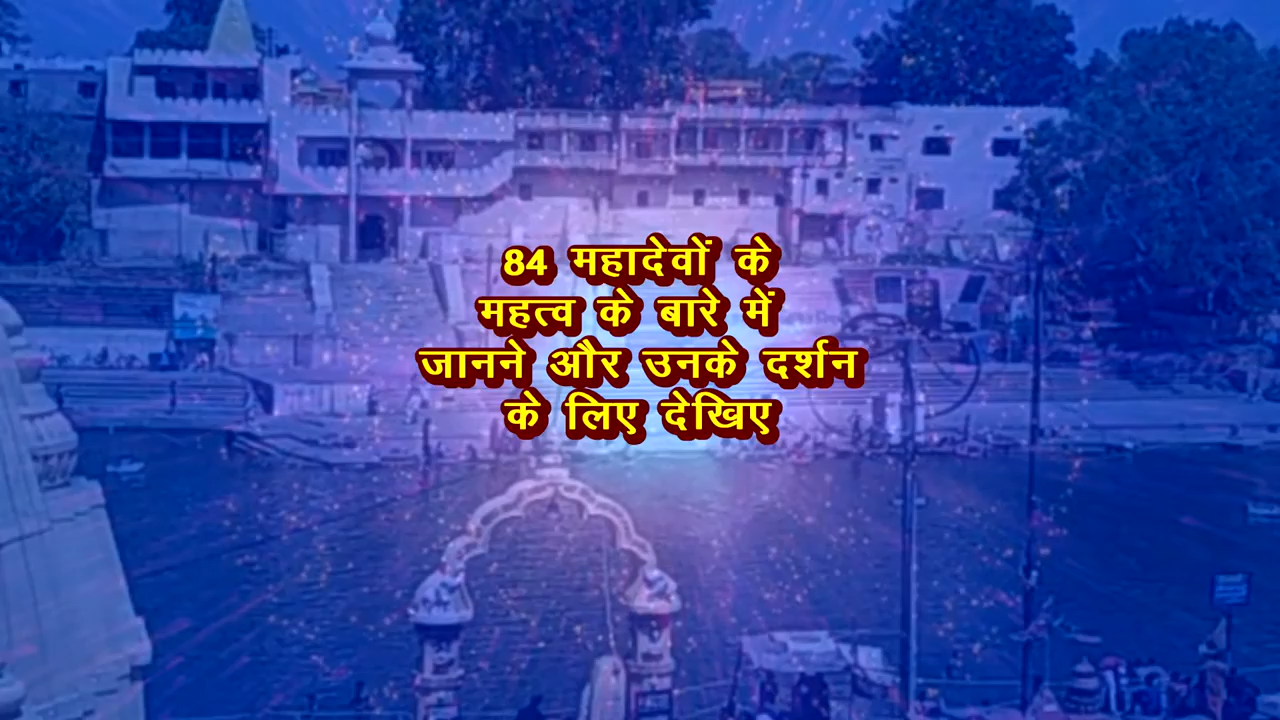 84 महादेवों के
महत्व के बारे में
जानने और उनके दर्शन
के लिए देखिए